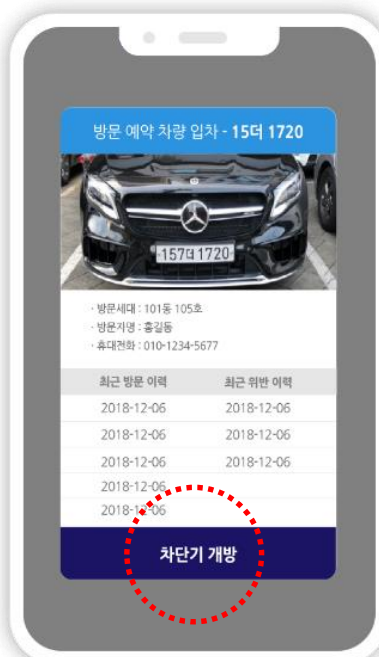 방문 예약 차량 입차 - 15더 1720
157더 1720
· 방문세대 : 101동 105호
· 방문자명 : 홍길동
· 휴대전화 : 010-1234-5677
최근 방문 이력 최근 위반 이력
2018-12-06 2018-12-06
2018-12-06 2018-12-06
2018-12-06 2018-12-06
2018-12-06
2018-12-06
차단기 개방